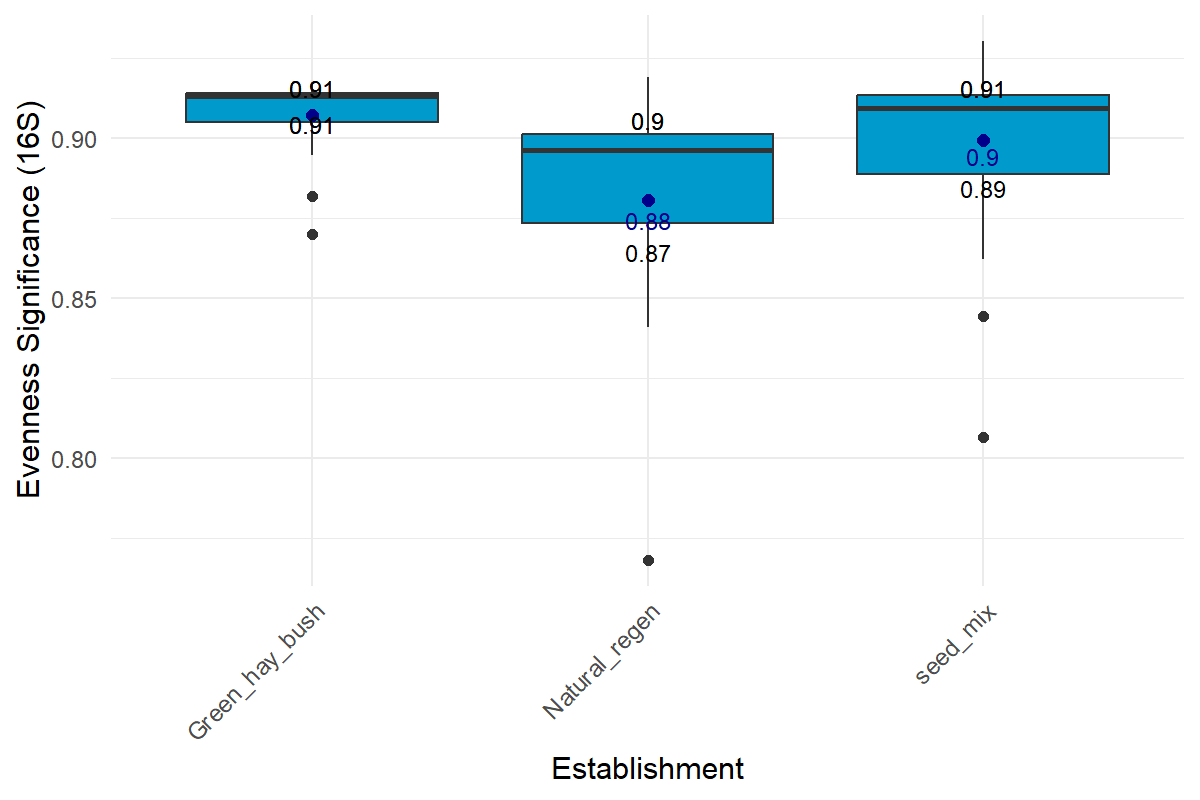 Evenness Significance (16S)
0.90
0.85
0.80
0.91
0.91
0.9
0.88
0.87
0.91
0.9
0.89
Green_hay_bush
Natural_regen
seed_mix
Establishment